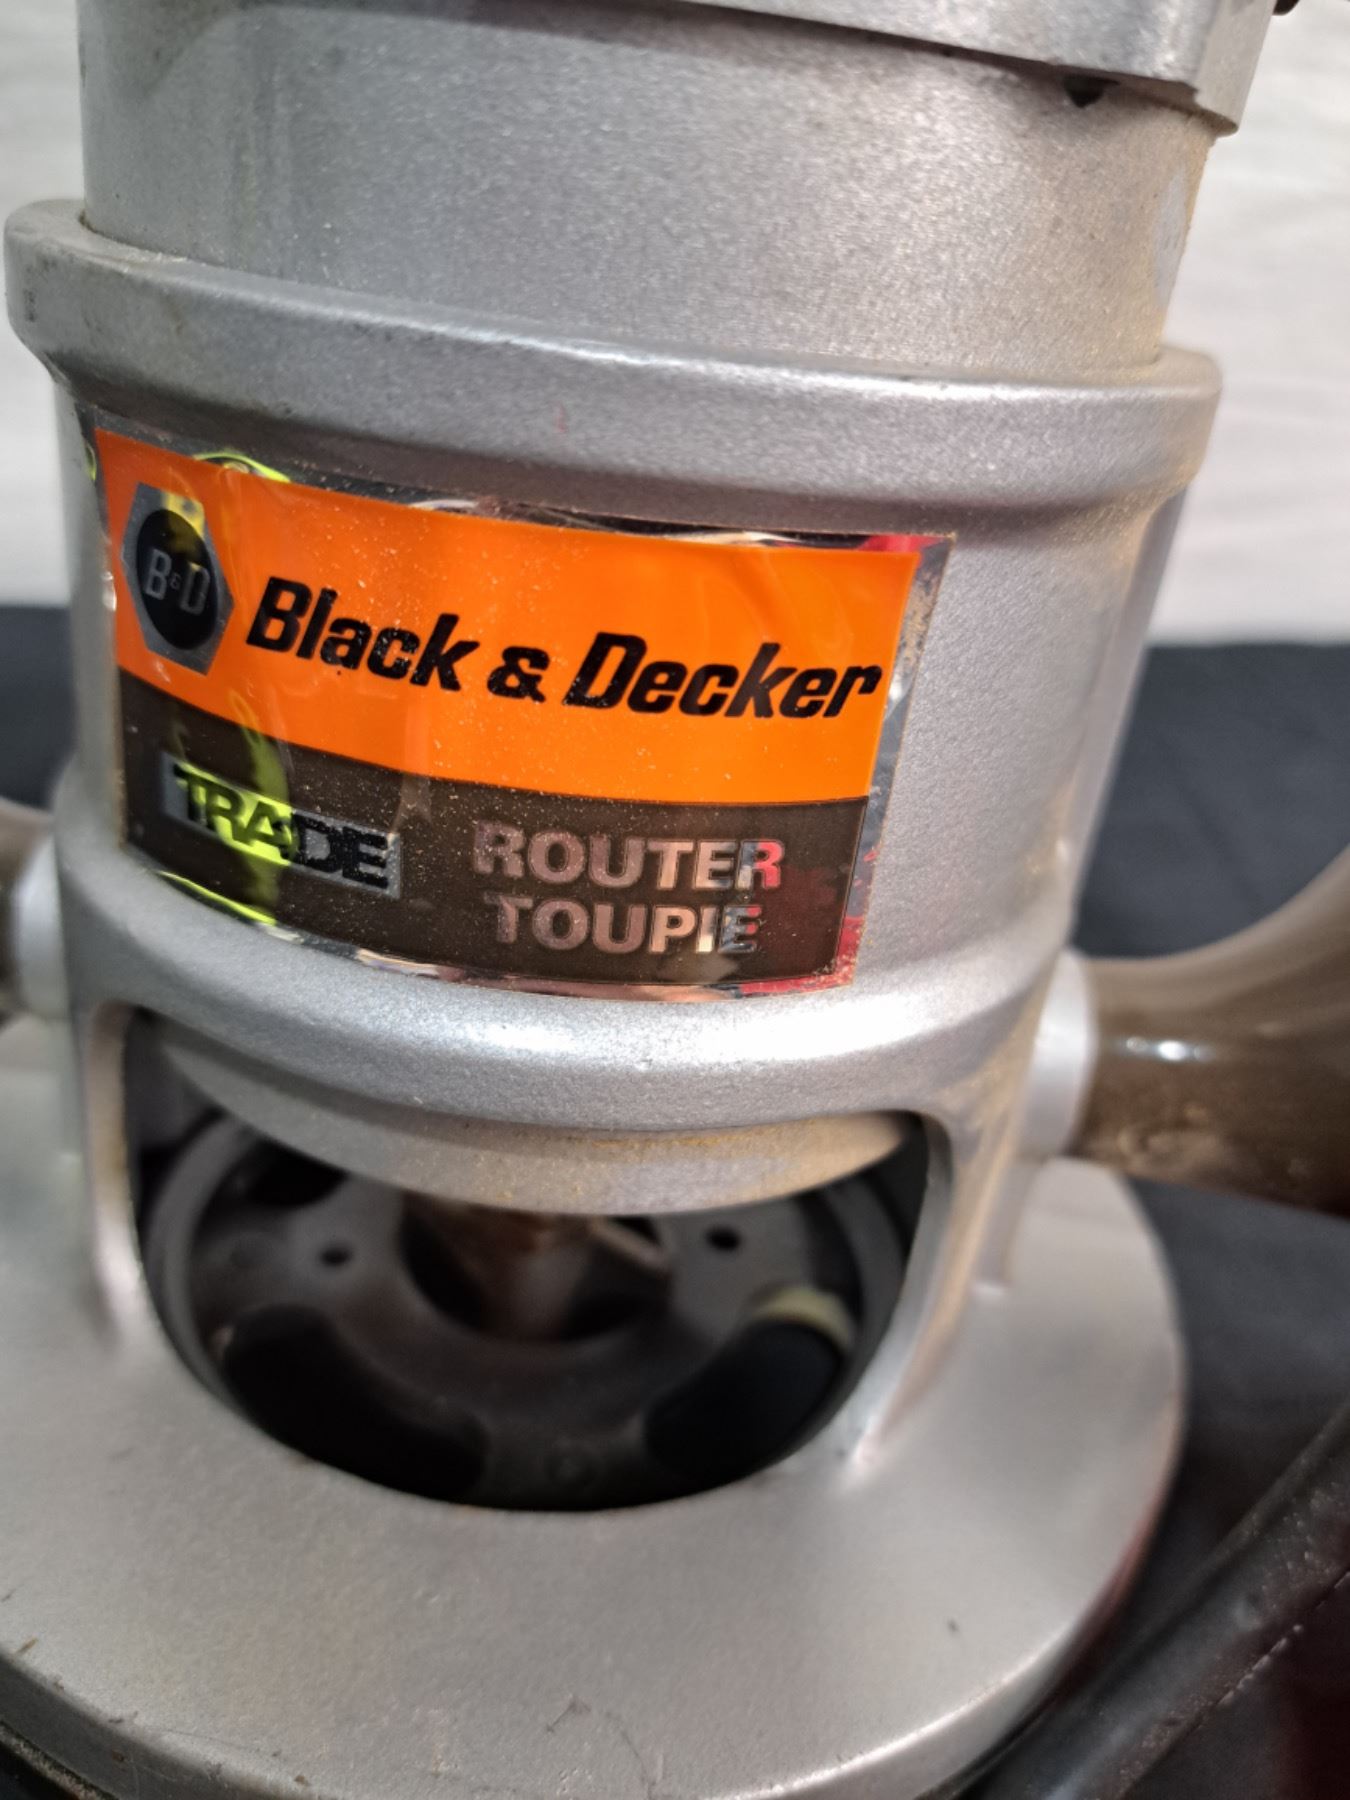 B&D
Black & Decker
TRADE
ROUTER
TOUPIE